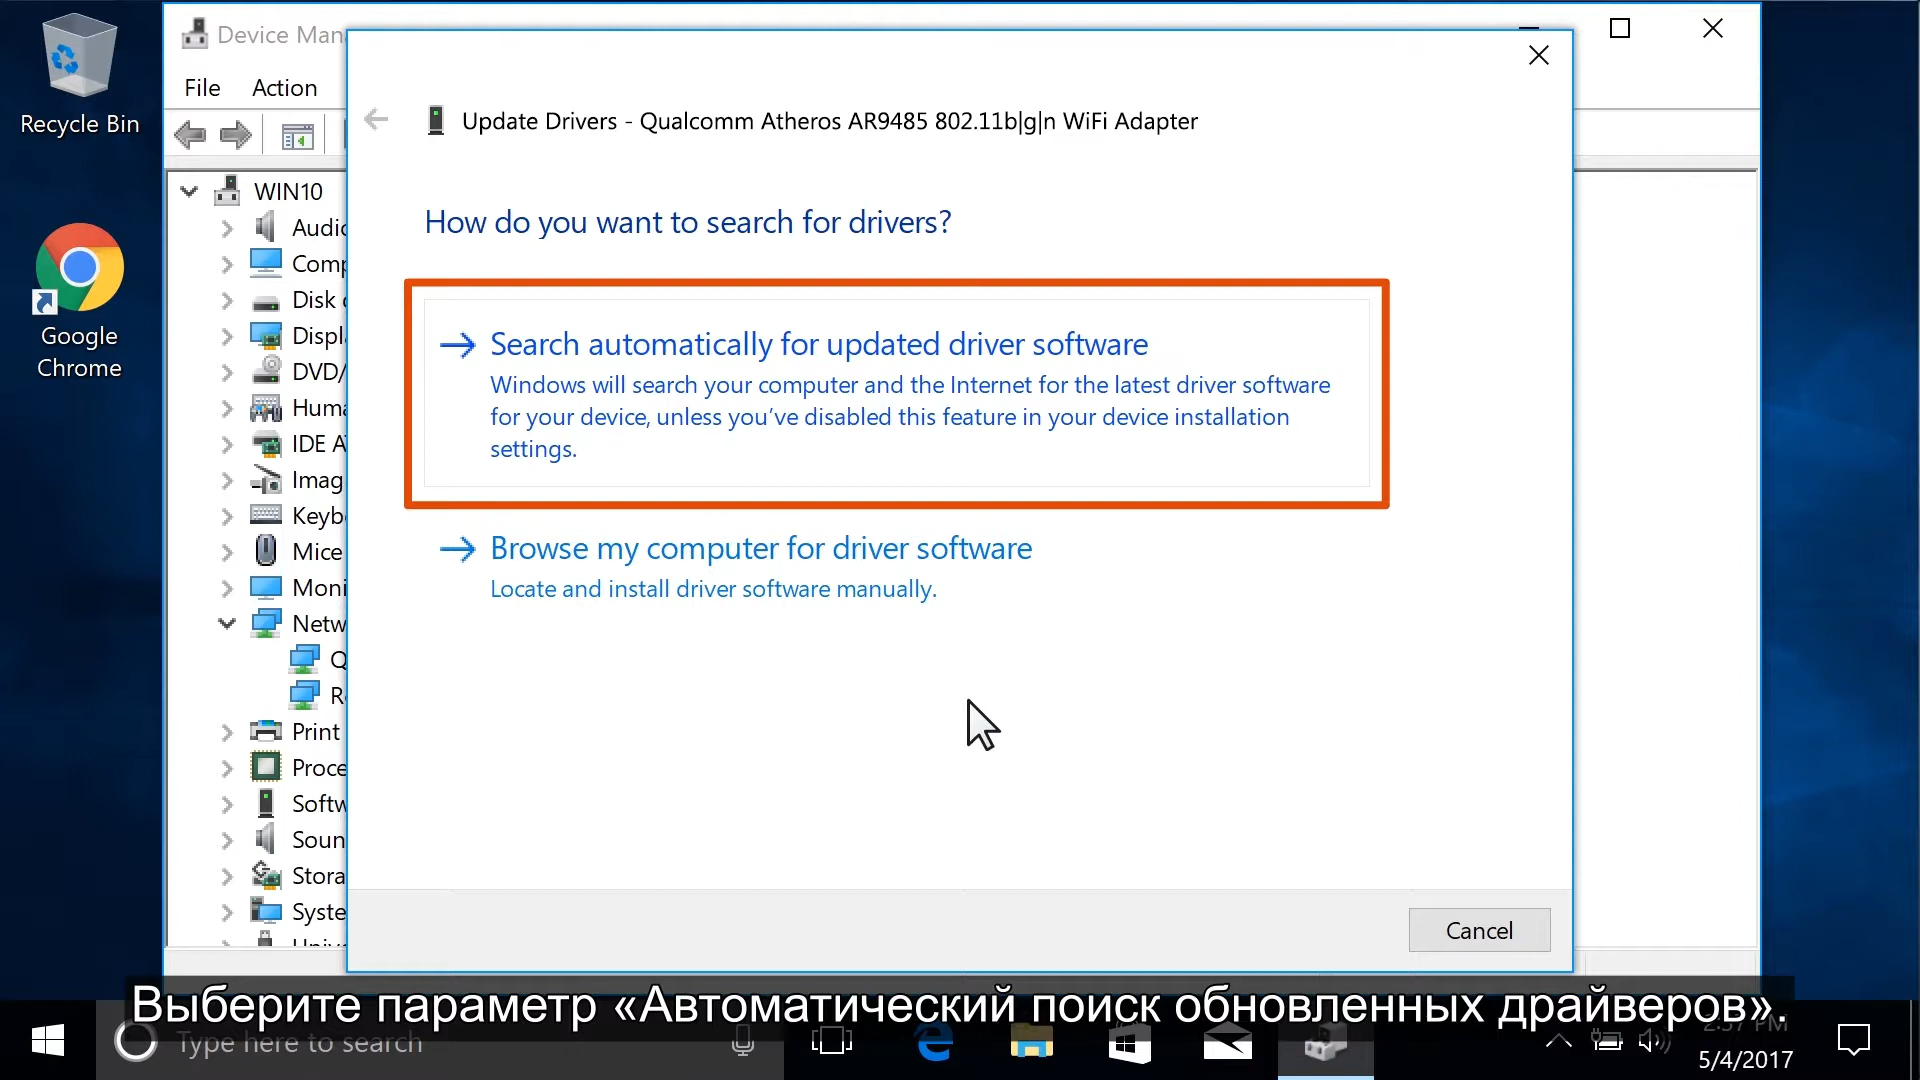 Recycle Bin
Google
Chrome
Device Man
File Action
WIN10
Audio
Comp
Disk
Displ
DVD/
Huma
IDE A
Imag
Keyb
Mice
Moni
Netw
Q
Re
Print
Proce
Softw
Soun
Stora
Syste
Unive
Update Drivers - Qualcomm Atheros AR9485 802.11b|g|n WiFi Adapter
How do you want to search for drivers?
Search automatically for updated driver software
Windows will search your computer and the Internet for the latest driver software
for your device, unless you've disabled this feature in your device installation
settings.
Browse my computer for driver software
Locate and install driver software manually.
Cancel
Выберите параметр «Автоматический поиск обновленных драйверов».
Type here to search
2:37 PM
5/4/2017